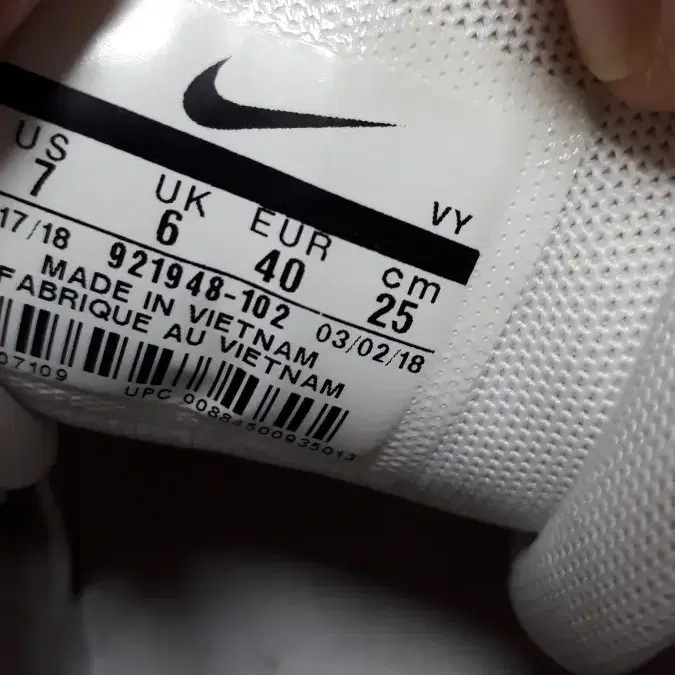 VY
US UK EUR cm
7 6 40 25
17/18 921948-102 03/02/18
MADE IN VIETNAM
FABRIQUE AU VIETNAM
07109
UPC 00884500935013